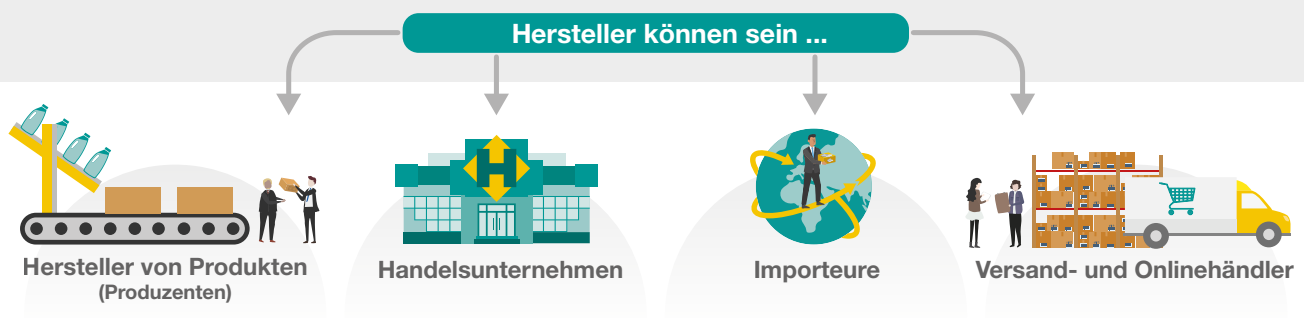 Hersteller können sein ...
H
Hersteller von Produkten
(Produzenten)
Handelsunternehmen
Importeure
Versand- und Onlinehändler